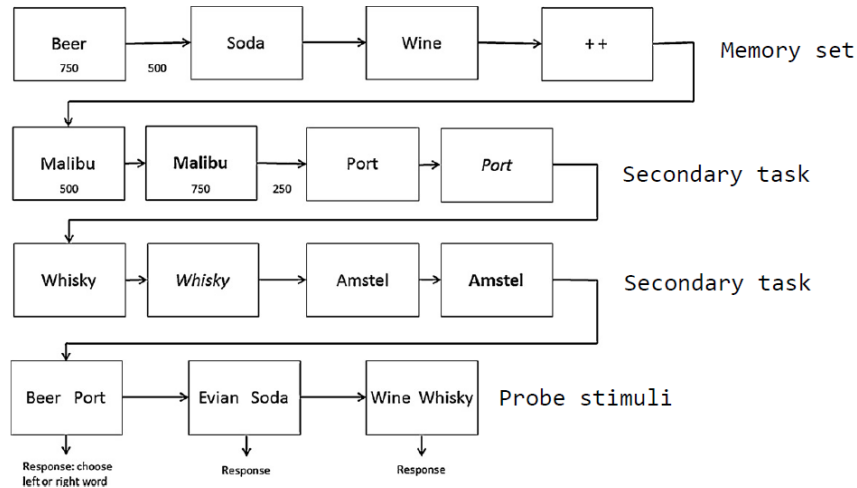 Beer Soda Wine ++ Memory set
750 500
Malibu Malibu Port Port Secondary task
500 750 250
Whisky Whisky Amstel Amstel Secondary task
Beer Port Evian Soda Wine Whisky Probe stimuli
Response: choose Response Response
left or right word